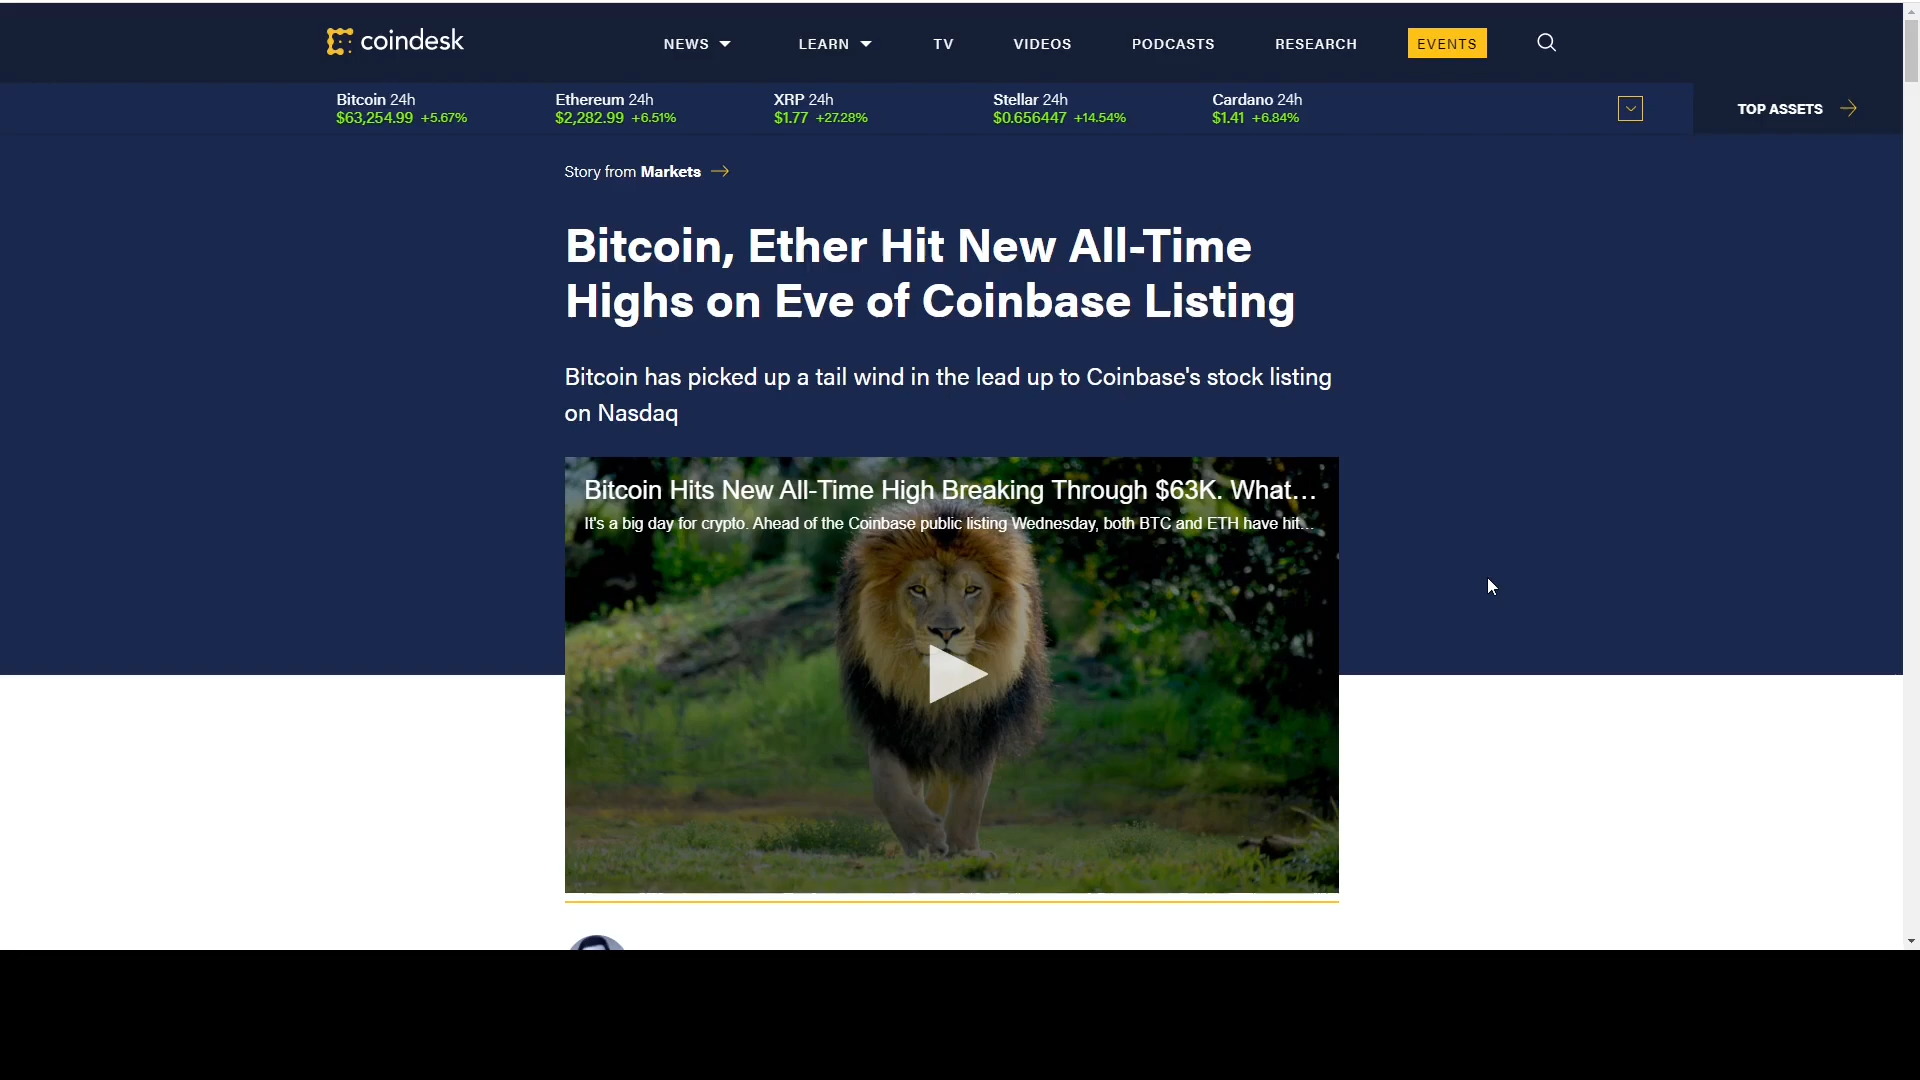 coindesk
NEWS LEARN TV VIDEOS PODCASTS RESEARCH EVENTS
Bitcoin 24h
$63,254.99 +5.67%
Ethereum 24h
$2,282.99 +6.51%
XRP 24h
$1.77 +27.28%
Stellar 24h
$0.656447 +14.54%
Cardano 24h
$1.41 +6.84%
TOP ASSETS
Story from Markets
Bitcoin, Ether Hit New All-Time
Highs on Eve of Coinbase Listing
Bitcoin has picked up a tail wind in the lead up to Coinbase's stock listing
on Nasdaq
Bitcoin Hits New All-Time High Breaking Through $63K. What...
It's a big day for crypto. Ahead of the Coinbase public listing Wednesday, both BTC and ETH have hit...